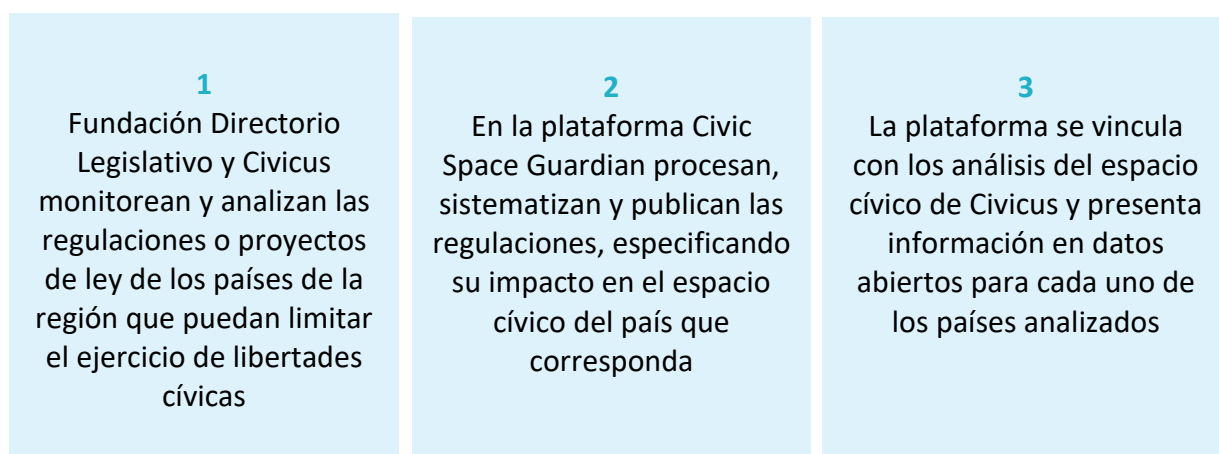 1
Fundación Directorio
Legislativo y Civicus
monitorean y analizan las
regulaciones o proyectos
de ley de los países de la
región que puedan limitar
el ejercicio de libertades
cívicas
2
En la plataforma Civic
Space Guardian procesan,
sistematizan y publican las
regulaciones, especificando
su impacto en el espacio
cívico del país que
corresponda
3
La plataforma se vincula
con los análisis del espacio
cívico de Civicus y presenta
información en datos
abiertos para cada uno de
los países analizados